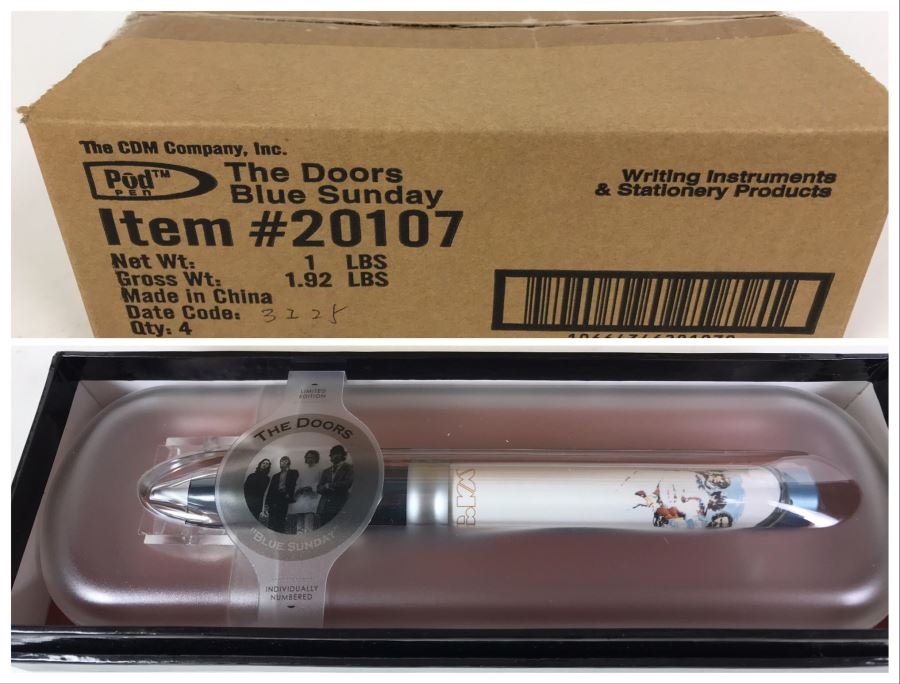 The CDM Company, Inc.
Pōd™
PEN
The Doors
Blue Sunday
Writing Instruments
& Stationery Products
Item #20107
Net Wt: 1 LBS
Gross Wt: 1.92 LBS
Made in China
Date Code: 3225
Qty: 4
LIMITED
EDITION
THE DOORS
"BLUE SUNDAY"
INDIVIDUALLY
NUMBERED